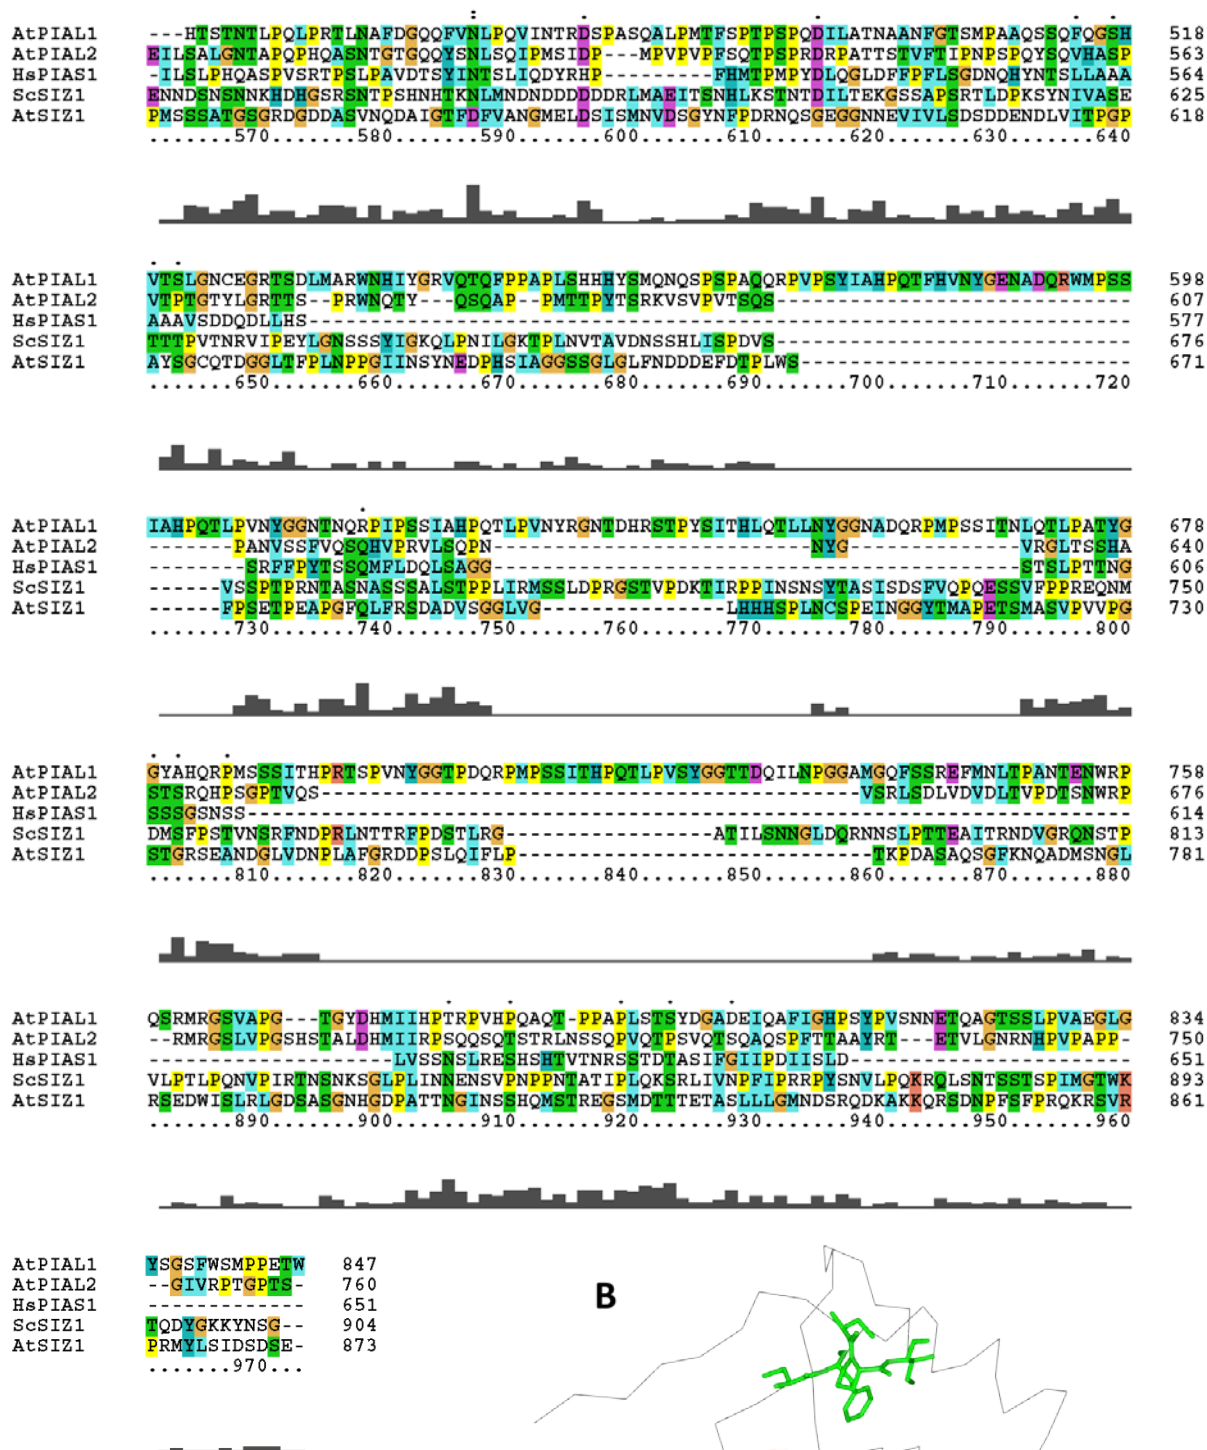 : . . . .
AtPIAL1 ---HTSTNTLPQLPRTLNAFDGQQFVNLPQVINTRDSPASQALPMTFSPTPSPQDILATNAANFGTSMPAAQSSQFQGSH 518
AtPIAL2 EILSALGNTAPQPHQASNTGTGQQYSNLSQIPMSIDP---MPVPVPFSQTPSPRDRPATTSTVFTIPNPSPQYSQVHASP 563
HsPIAS1 -ILSLPHQASPVSRTPSLPAVDTSYINTSLIQDYRHP---------FHMTPMPYDLQGLDFFPFLSGDNQHYNTSLLAAA 564
ScSIZ1 ENNDSNSNNKHDHGSRSNTPSHNHTKNLMNDNDDDDDDRLMAEITSNHLKSTNTDILTEKGSSAPSRTLDPKSYNIVASE 625
AtSIZ1 PMSSSATGSGRDGDDASVNQDAIGTFDFVANGMELDSISMNVDSGYNFPDRNQSGEGGNNEVIVLSDSDDENDLVITPGP 618
.......570.......580.......590.......600.......610.......620.......630.......640
. .
AtPIAL1 VTSLGNCEGRTSDLMARWNHIYGRVQTQFPPAPLSHHHYSMQNQSPSPAQQRPVPSYIAHPQTFHVNYGENADQRWMPSS 598
AtPIAL2 VTPTGTYLGRTTS--PRWNQTY--QSQAP--PMTTPYTSRKVSVPVTSQS------------------------------ 607
HsPIAS1 AAAVSDDQDLLHS------------------------------------------------------------------- 577
ScSIZ1 TTTPVTNRVIPEYLGNSSSYIGKQLPNILGKTPLNVTAVDNSSHLISPDVS----------------------------- 676
AtSIZ1 AYSGCQTDGGLTFPLNPPGIINSYNEDPHSIAGGSSGLGLFNDDDEFDTPLWS--------------------------- 671
.......650.......660.......670.......680.......690.......700.......710.......720
.
AtPIAL1 IAHPQTLPVNYGGNTNQRPIPSSIAHPQTLPVNYRGNTDHRSTPYSITHLQTLLNYGGNADQRPMPSSITNLQTLPATYG 678
AtPIAL2 -------PANVSSFVQSQHVPRVLSQPN--------------------------NYG--------------VRGLTSSHA 640
HsPIAS1 --------SRFFPYTSSQMFLDQLSAGG-------------------------------------------STSLPTTNG 606
ScSIZ1 ------VSSPTPRNTASNASSSALSTPPLIRMSSLDPRGSTVPDKTIRPPINSNSYTASISDSFVQPQESSVFPPREQNM 750
AtSIZ1 ------FPSETPEAPGFQLFRSDADVSGGLVG---------------LHHHSPLNCSPEINGGYTMAPETSMASVPVVPG 730
.......730.......740.......750.......760.......770.......780.......790.......800
. . .
AtPIAL1 GYAHQRPMSSSITHPRTSPVNYGGTPDQRPMPSSITHPQTLPVSYGGTTDQILNPGGAMGQFSSREFMNLTPANTENWRP 758
AtPIAL2 STSRQHPSGPTVQS--------------------------------------------VSRLSDLVDVDLTVPDTSNWRP 676
HsPIAS1 SSSGSNSS------------------------------------------------------------------------ 614
ScSIZ1 DMSFPSTVNSRFNDPRLNTTRFPDSTLRG-----------------ATILSNNGLDQRNNSLPTTEAITRNDVGRQNSTP 813
AtSIZ1 STGRSEANDGLVDNPLAFGRDDPSLQIFLP-----------------------------TKPDASAQSGFKNQADMSNGL 781
.......810.......820.......830.......840.......850.......860.......870.......880
. . . . .
AtPIAL1 QSRMRGSVAPG---TGYDHMIIHPTRPVHPQAQT-PPAPLSTSYDGADEIQAFIGHPSYPVSNNETQAGTSSLPVAEGLG 834
AtPIAL2 --RMRGSLVPGSHSTALDHMIIRPSQQSQTSTRLNSSQPVQTPSVQTSQAQSPFTTAAYRT---ETVLGNRNHPVPAPP- 750
HsPIAS1 --------------------LVSSNSLRESHSHTVTNRSSTDTASIFGIIPDIISLD----------------------- 651
ScSIZ1 VLPTLPQNVPIRTNSNKSGLPLINNENSVPNPPNTATIPLQKSRLIVNPFIPRRPYSNVLPQKRQLSNTSSTSPIMGTWK 893
AtSIZ1 RSEDWISLRLGDSASGNHGDPATTNGINSSHQMSTREGSMDTTTETASLLLGMNDSRQDKAKKQRSDNPFSFPRQKRSVR 861
.......890.......900.......910.......920.......930.......940.......950.......960
AtPIAL1 YSGSFWSMPPETW 847
AtPIAL2 --GIVRPTGPTS- 760
HsPIAS1 ------------- 651
ScSIZ1 TQDYGKKYNSG-- 904
AtSIZ1 PRMYLSIDSDSE- 873
.......970...
B